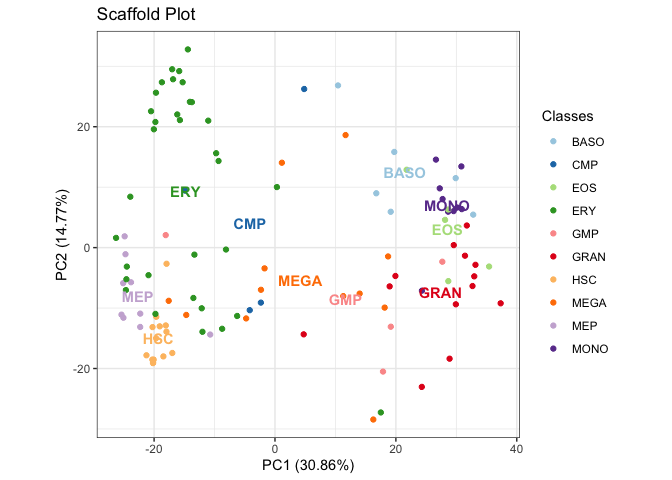 Scaffold Plot
PC2 (14.77%)
20
0
-20
ERY
BASO
CMP
MONO
EOS
MEGA
MEP
GMP
GRAN
HSC
-20
0
20
40
PC1 (30.86%)
Classes
BASO
CMP
EOS
ERY
GMP
GRAN
HSC
MEGA
MEP
MONO